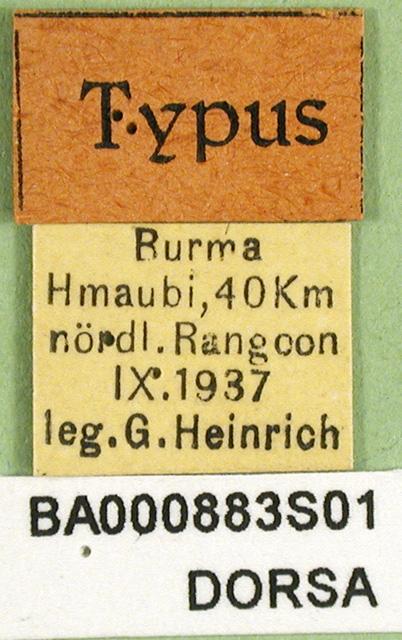 Typus
Burma
Hmaubi, 40Km
nördl. Rangoon
IX. 1937
leg. G. Heinrich
BA000883S01
DORSA